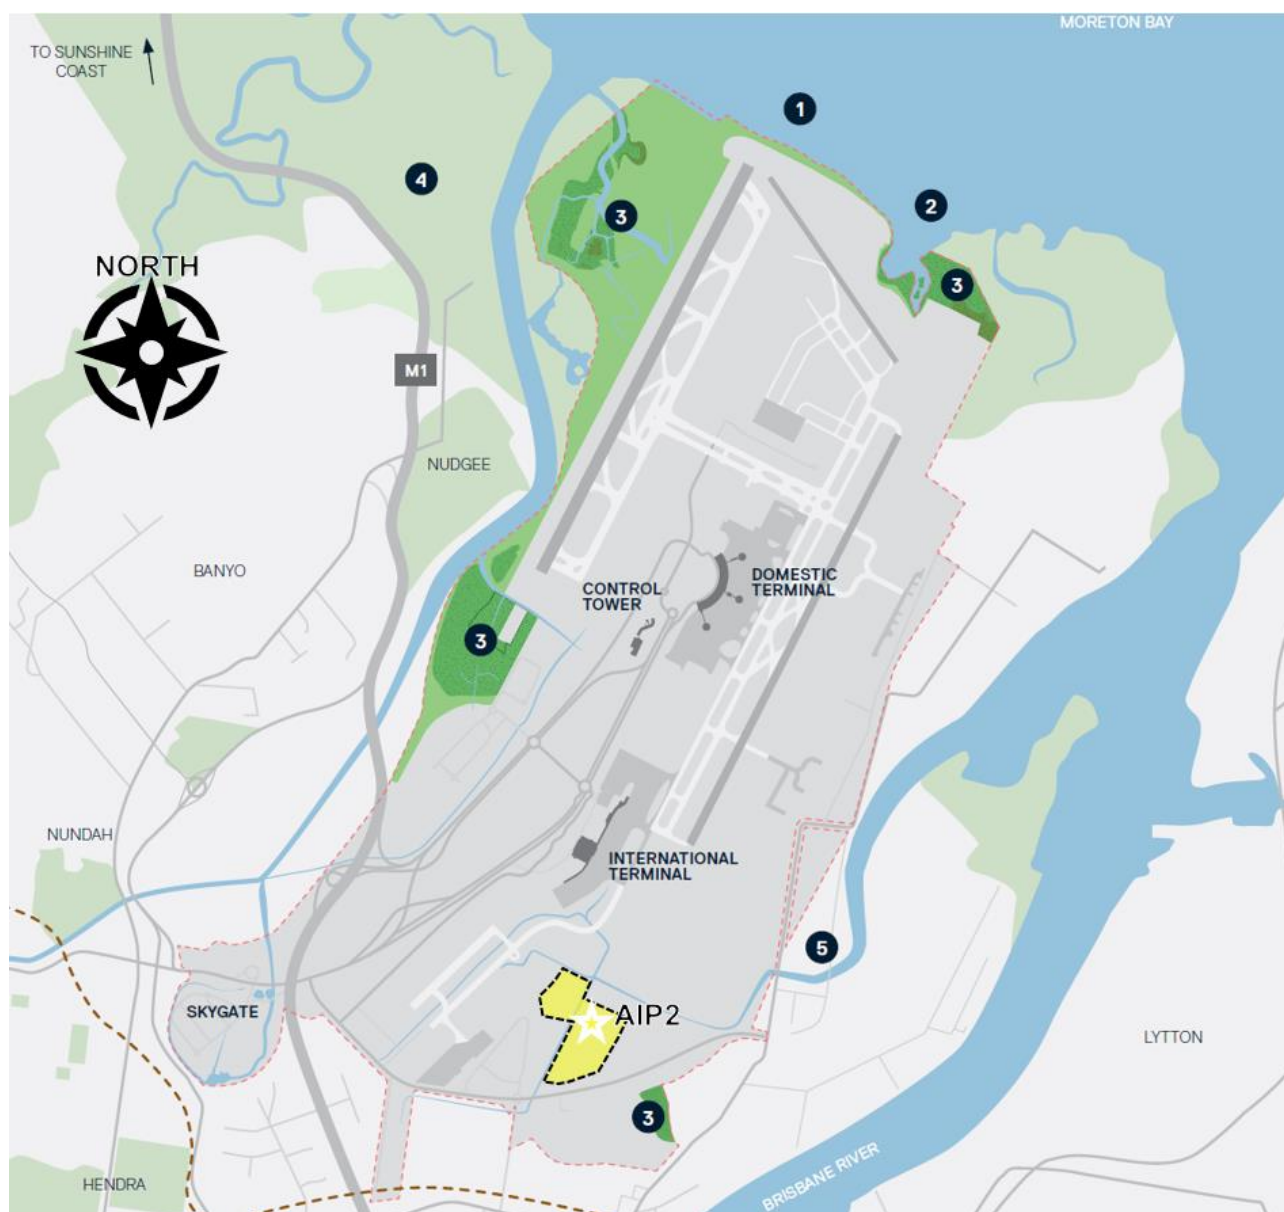 MORETON BAY
TO SUNSHINE
COAST
1
4
2
3
NORTH
3
M1
NUDGEE
BANYO
CONTROL
TOWER
DOMESTIC
TERMINAL
3
NUNDAH
INTERNATIONAL
TERMINAL
5
SKYGATE
AIP2
LYTTON
3
HENDRA
BRISBANE RIVER